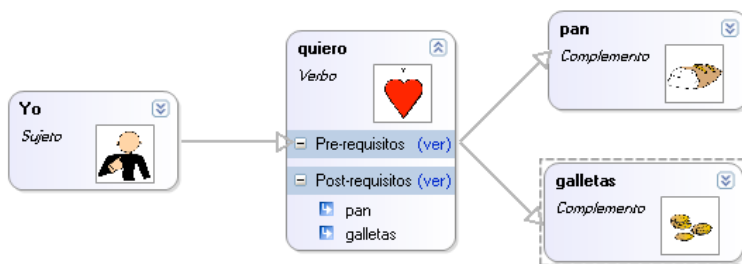 Yo
Sujeto
quiero
Verbo
Y
Pre-requisitos (ver)
Post-requisitos (ver)
pan
galletas
pan
Complemento
galletas
Complemento